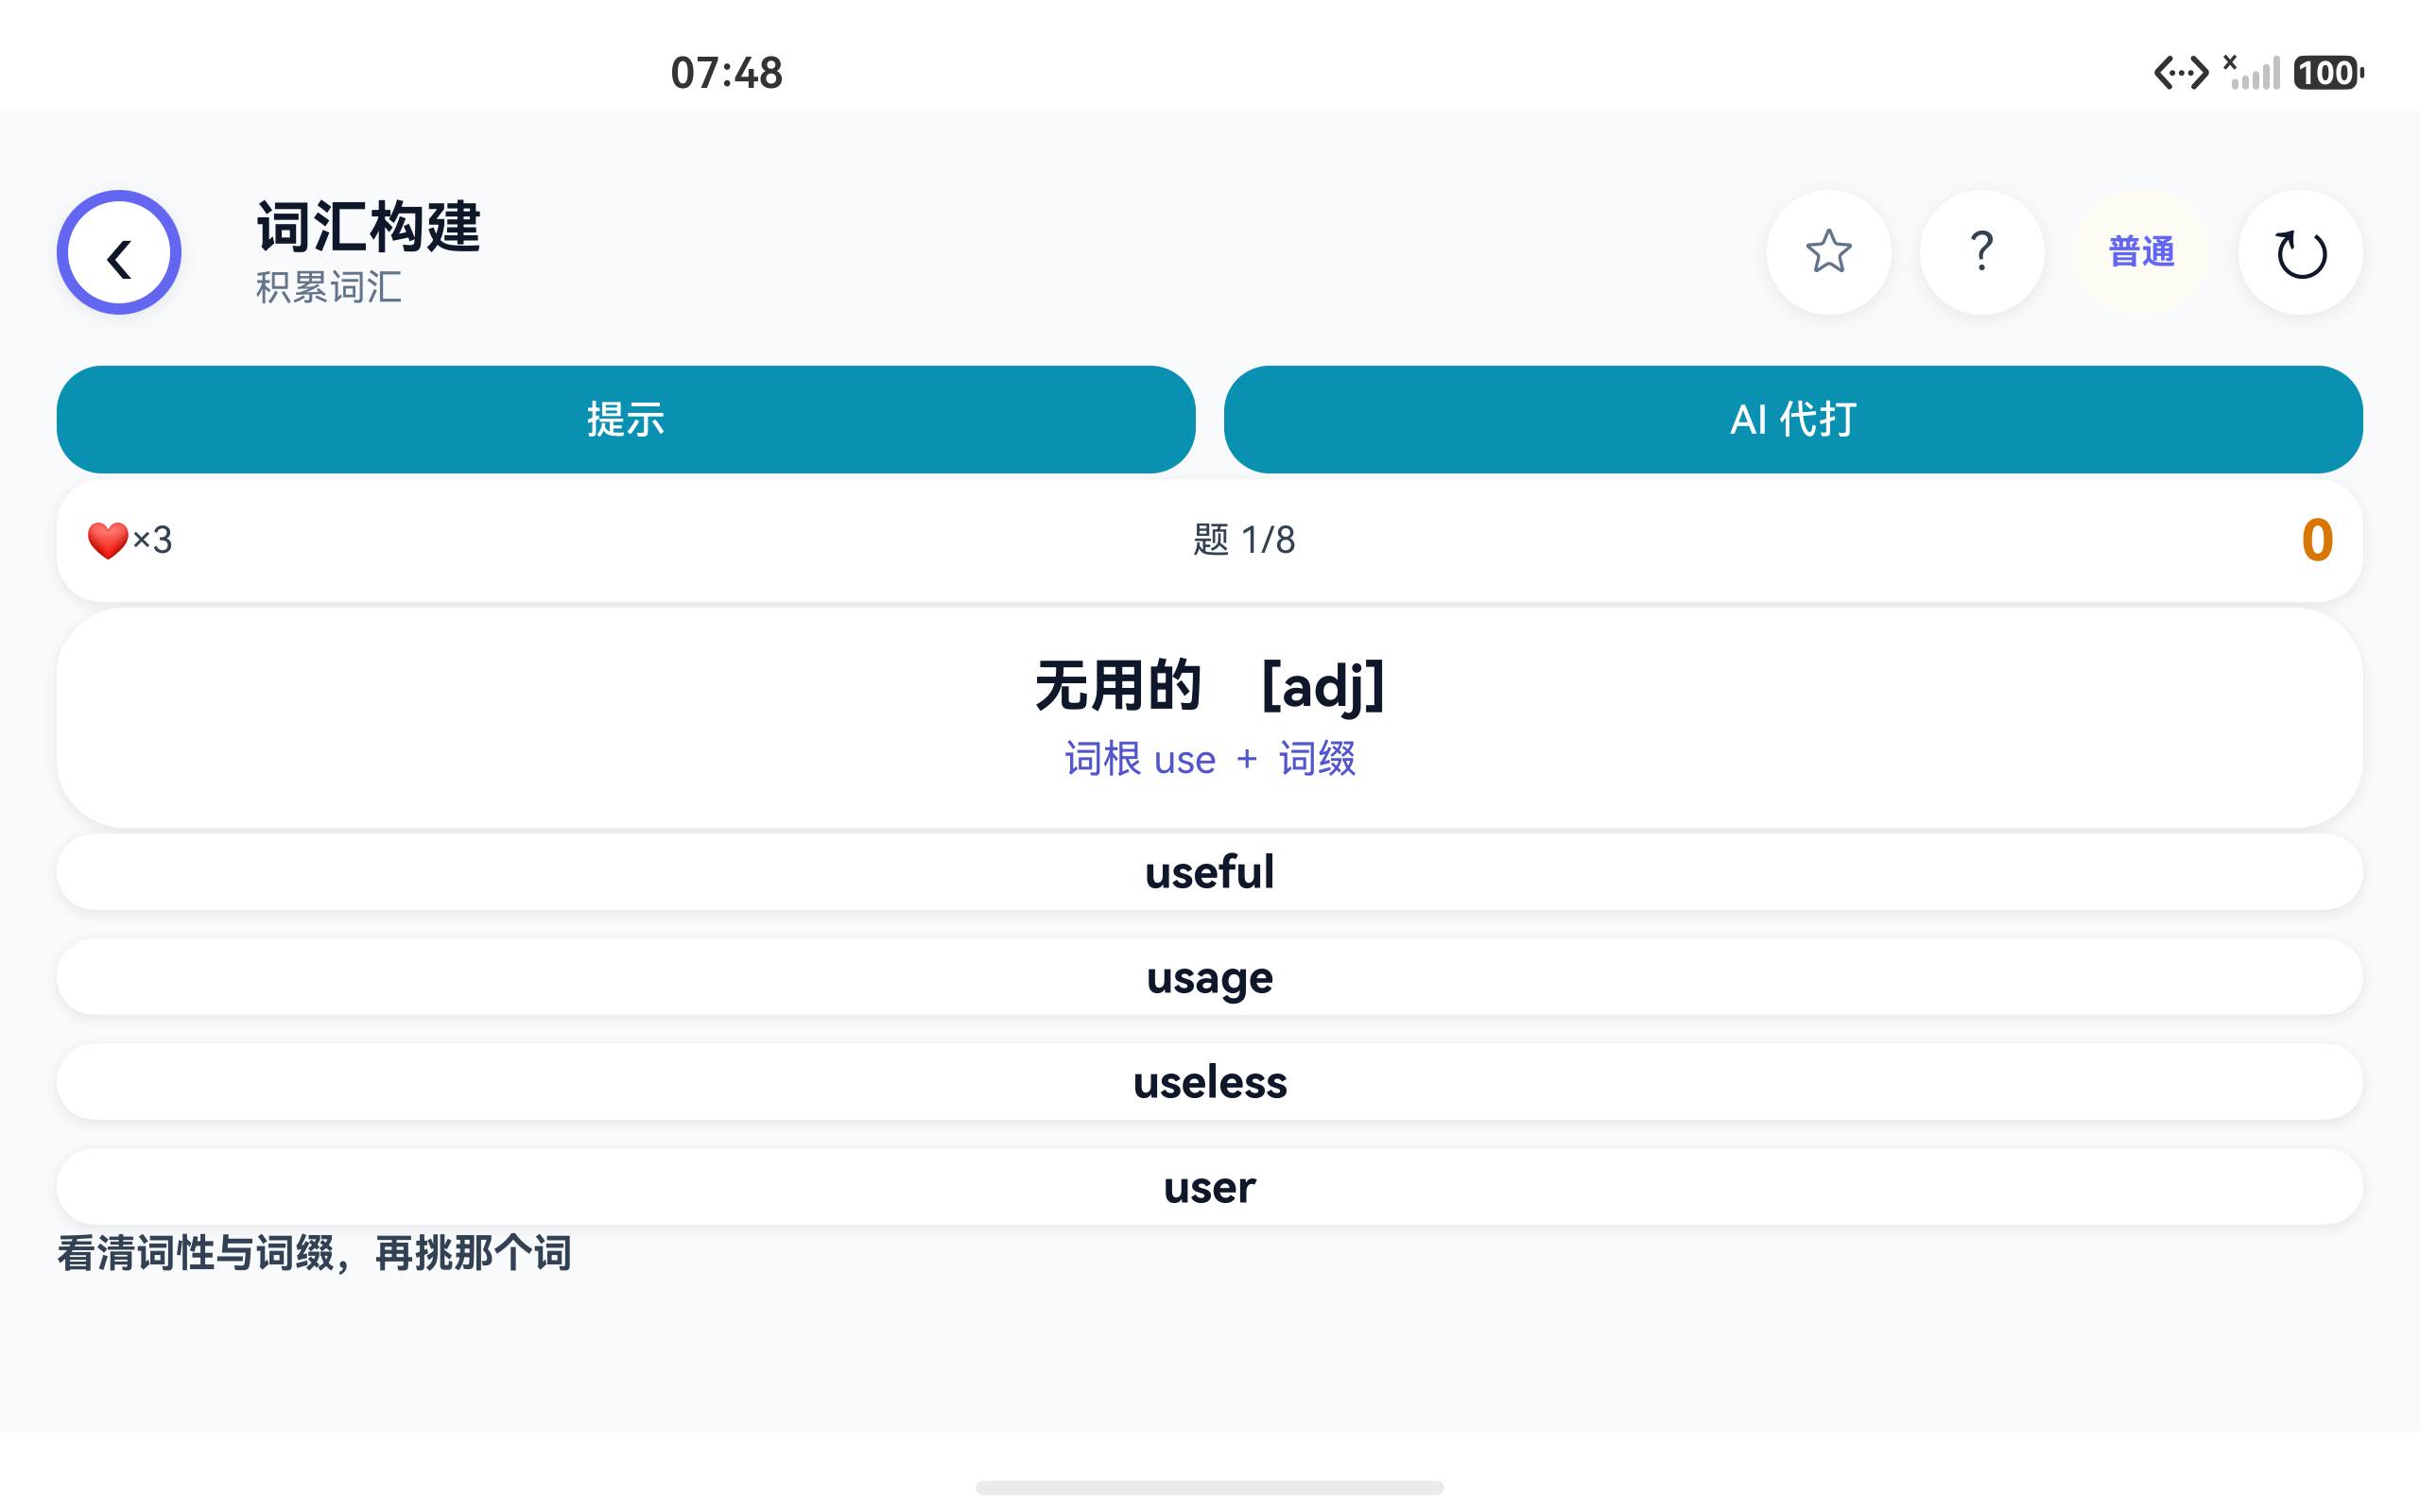 07:48
100
词汇构建
积累词汇
?
普通
提示
AI 代打
❤️×3
题 1/8
0
无用的 [adj]
词根 use + 词缀
useful
usage
useless
user
看清词性与词缀，再挑那个词